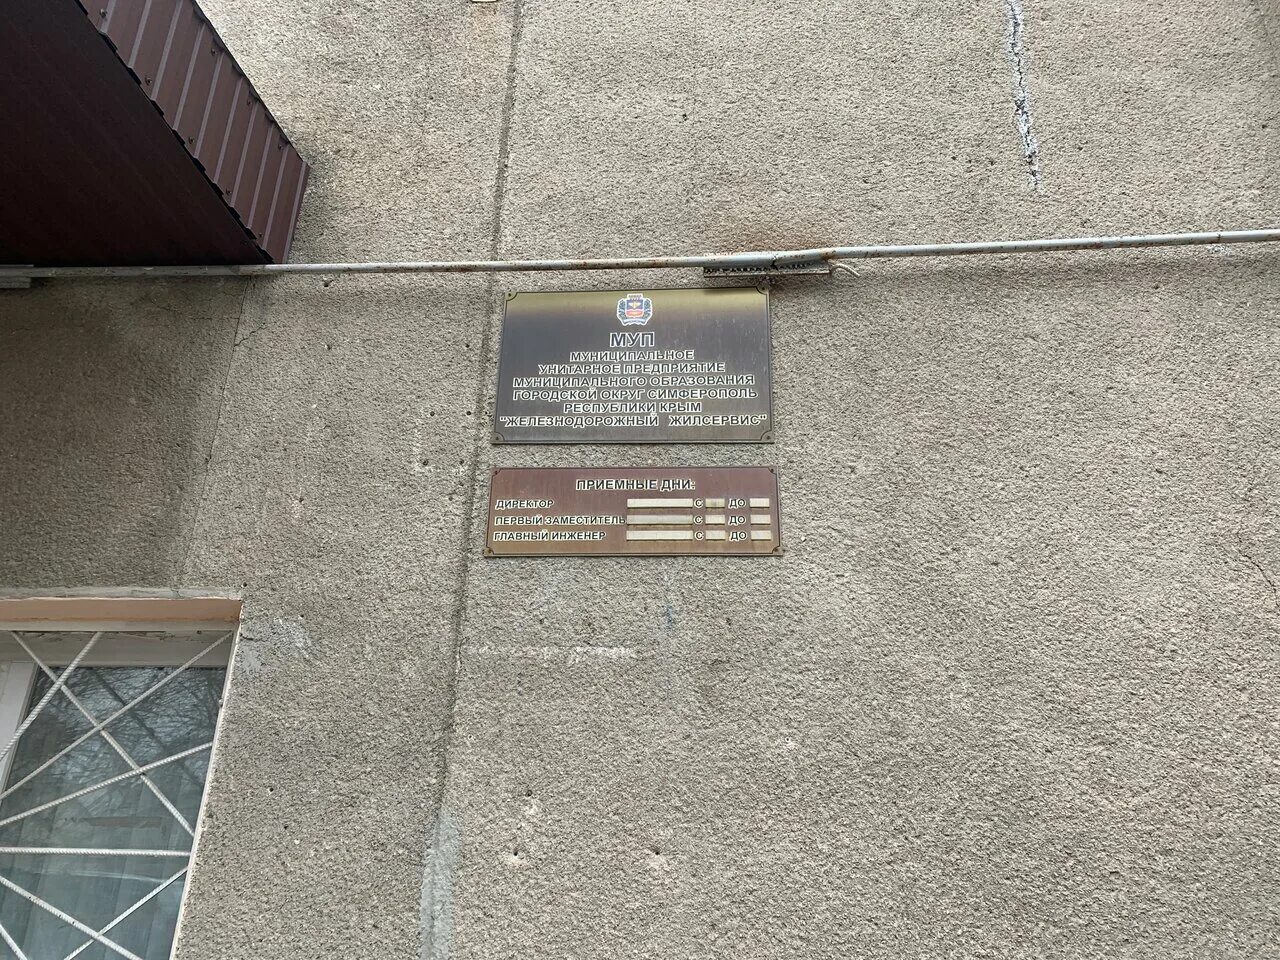 МУП
МУНИЦИПАЛЬНОЕ
УНИТАРНОЕ ПРЕДПРИЯТИЕ
МУНИЦИПАЛЬНОГО ОБРАЗОВАНИЯ
ГОРОДСКОЙ ОКРУГ СИМФЕРОПОЛЬ
РЕСПУБЛИКИ КРЫМ
"ЖЕЛЕЗНОДОРОЖНЫЙ ЖИЛСЕРВИС"
ПРИЕМНЫЕ ДНИ:
ДИРЕКТОР С ДО
ПЕРВЫЙ ЗАМЕСТИТЕЛЬ С ДО
ГЛАВНЫЙ ИНЖЕНЕР С ДО